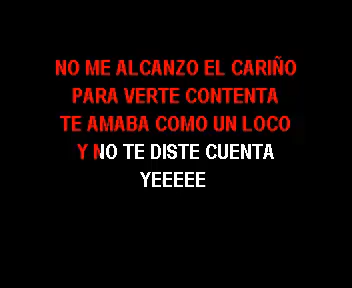 NO ME ALCANZO EL CARIÑO
PARA VERTE CONTENTA
TE AMABA COMO UN LOCO
Y NO TE DISTE CUENTA
YEEEEE